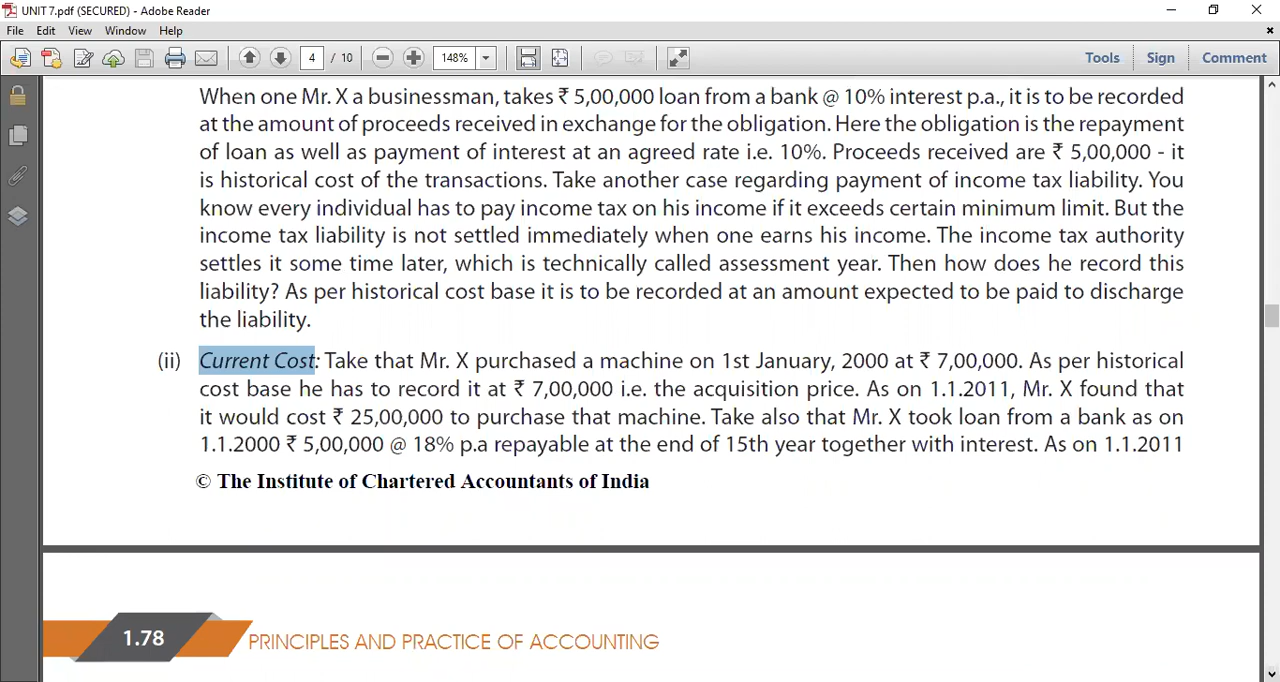 UNIT 7.pdf (SECURED) - Adobe Reader
File Edit View Window Help
4 / 10 148% Tools Sign Comment
When one Mr. X a businessman, takes ₹ 5,00,000 loan from a bank @ 10% interest p.a., it is to be recorded
at the amount of proceeds received in exchange for the obligation. Here the obligation is the repayment
of loan as well as payment of interest at an agreed rate i.e. 10%. Proceeds received are ₹ 5,00,000 - it
is historical cost of the transactions. Take another case regarding payment of income tax liability. You
know every individual has to pay income tax on his income if it exceeds certain minimum limit. But the
income tax liability is not settled immediately when one earns his income. The income tax authority
settles it some time later, which is technically called assessment year. Then how does he record this
liability? As per historical cost base it is to be recorded at an amount expected to be paid to discharge
the liability.
(ii) Current Cost: Take that Mr. X purchased a machine on 1st January, 2000 at ₹ 7,00,000. As per historical
cost base he has to record it at ₹ 7,00,000 i.e. the acquisition price. As on 1.1.2011, Mr. X found that
it would cost ₹ 25,00,000 to purchase that machine. Take also that Mr. X took loan from a bank as on
1.1.2000 ₹ 5,00,000 @ 18% p.a repayable at the end of 15th year together with interest. As on 1.1.2011
© The Institute of Chartered Accountants of India
1.78 PRINCIPLES AND PRACTICE OF ACCOUNTING